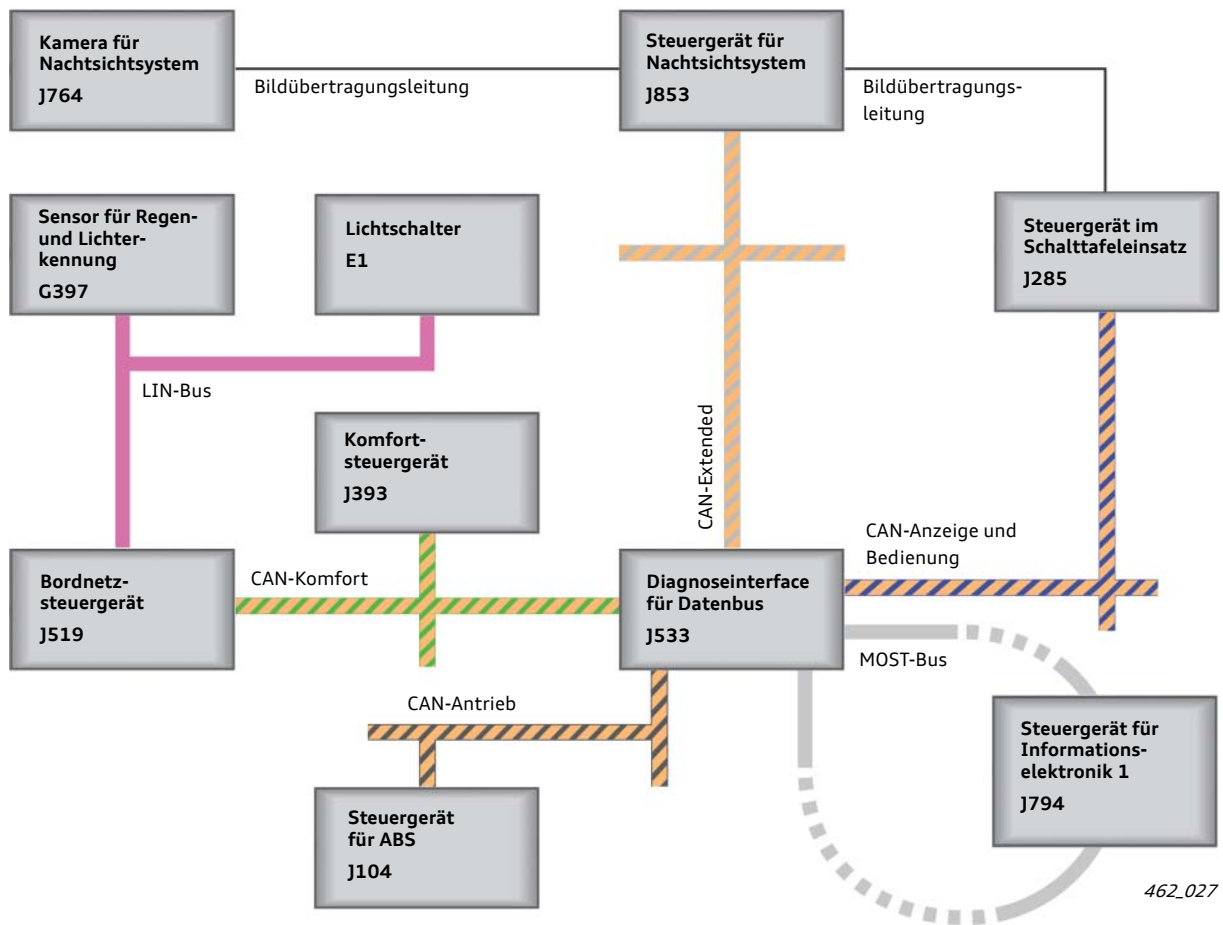 Kamera für
Nachtsichtsystem
J764
Bildübertragungsleitung
Steuergerät für
Nachtsichtsystem
J853
Bildübertragungs-
leitung
Sensor für Regen-
und Lichter-
kennung
G397
Lichtschalter
E1
Steuergerät im
Schalttafeleinsatz
J285
LIN-Bus
Komfort-
steuergerät
J393
CAN-Extended
CAN-Anzeige und
Bedienung
Bordnetz-
steuergerät
J519
CAN-Komfort
Diagnoseinterface
für Datenbus
J533
MOST-Bus
CAN-Antrieb
Steuergerät für
Informations-
elektronik 1
J794
Steuergerät
für ABS
J104
462_027